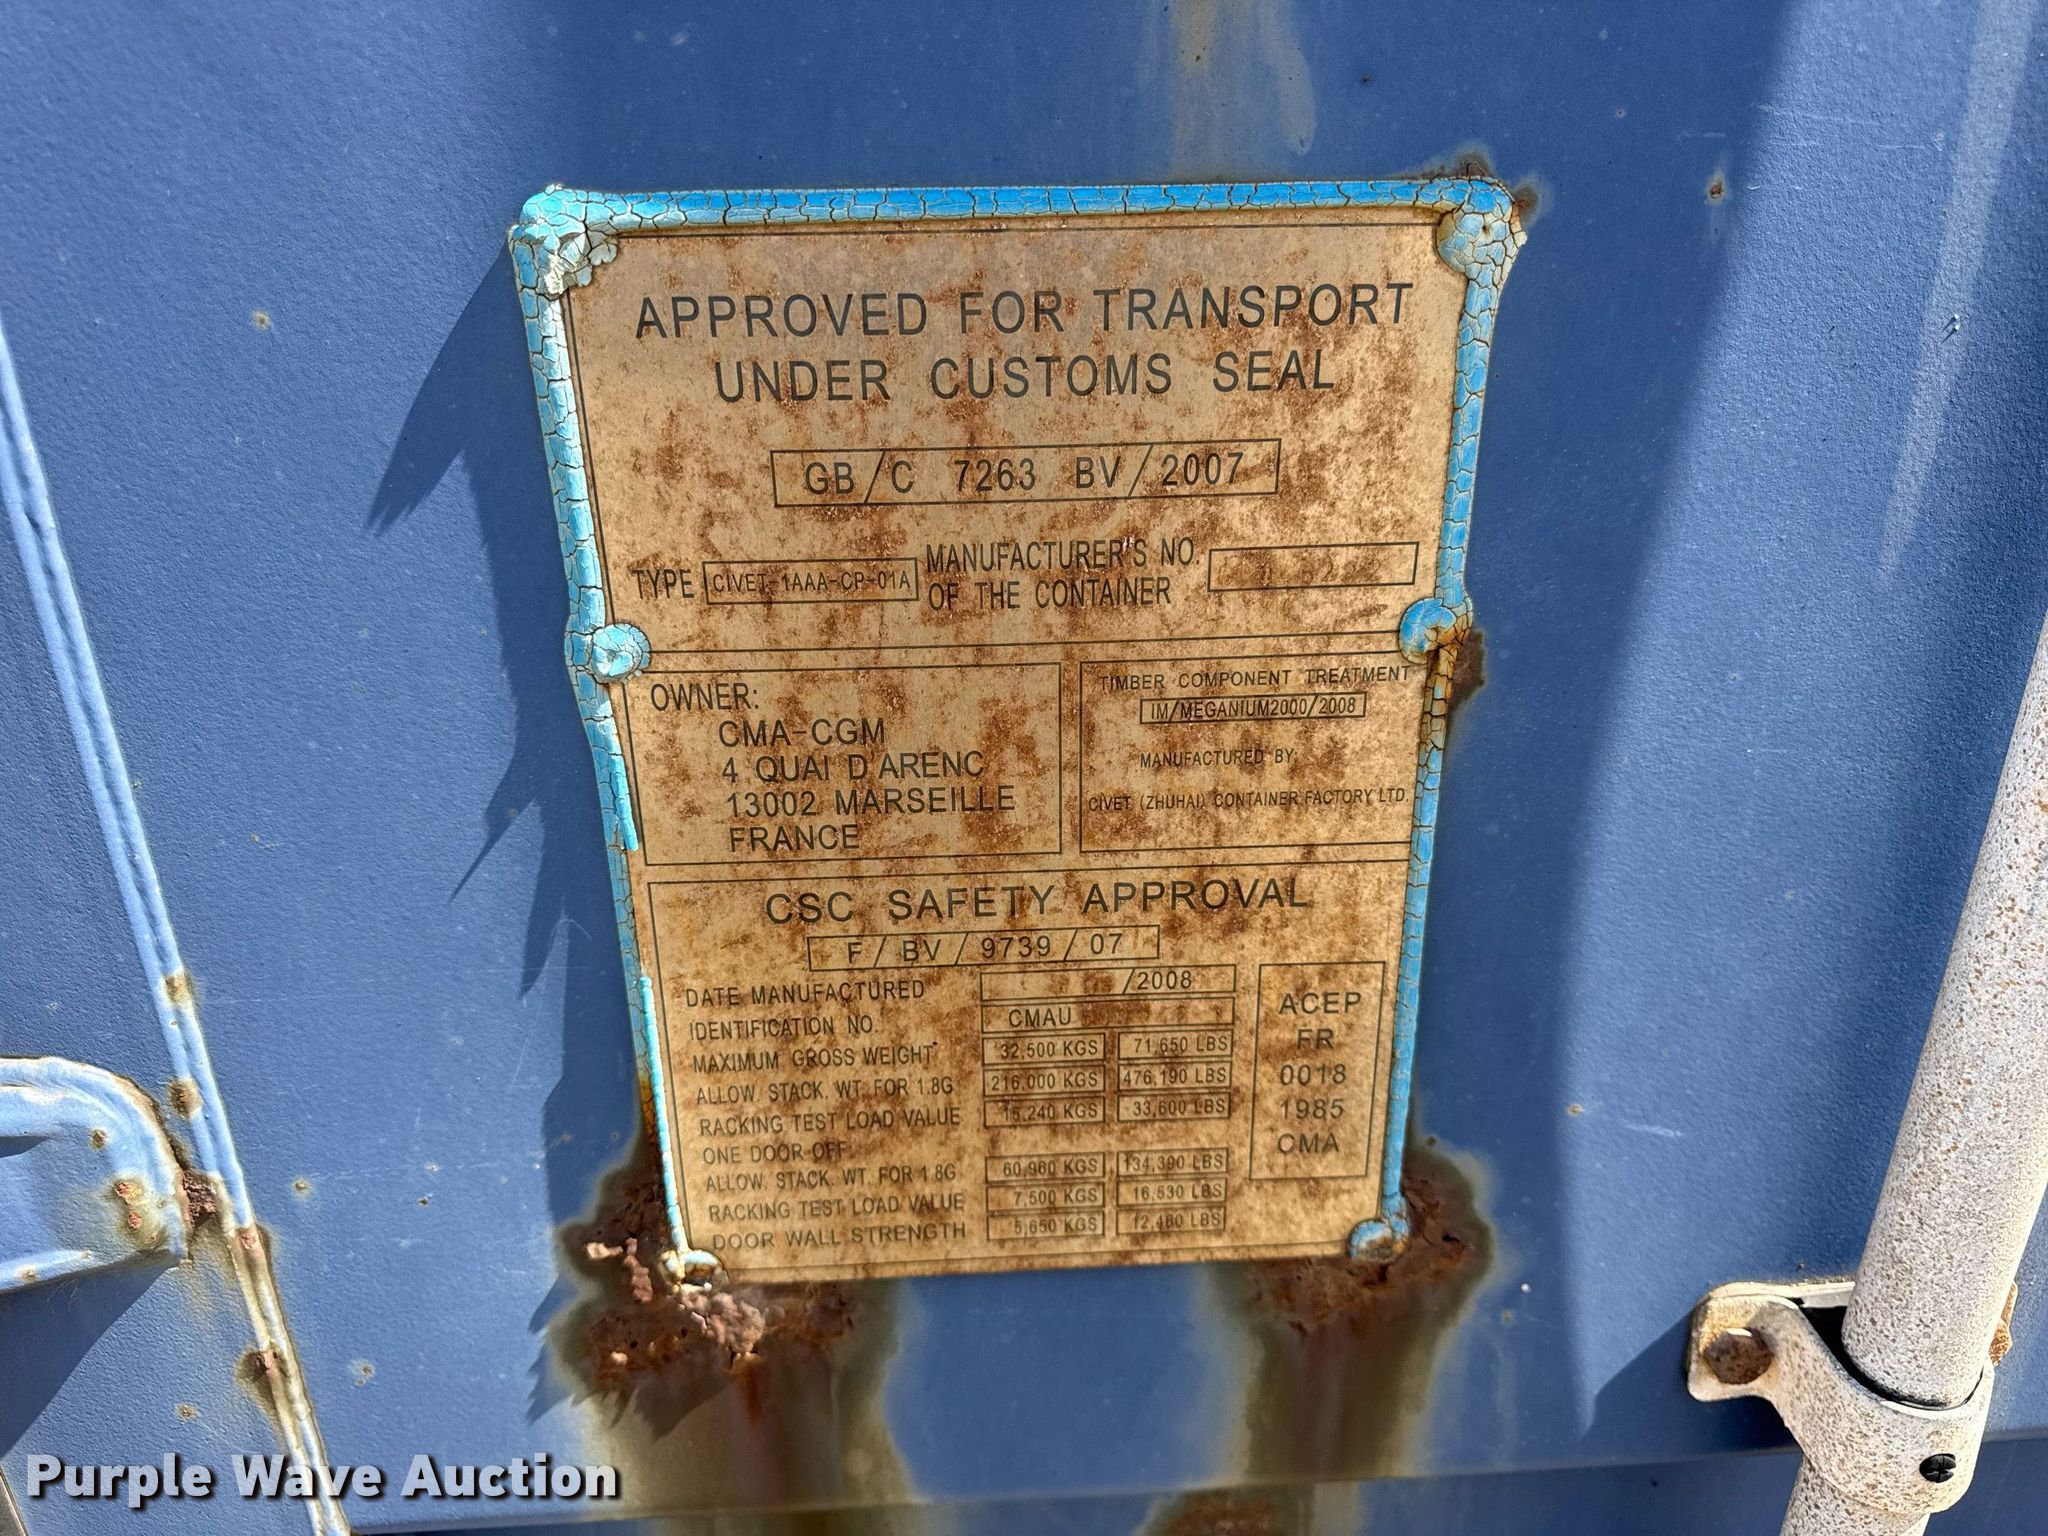 APPROVED FOR TRANSPORT
UNDER CUSTOMS SEAL
GB/C 7263 BV/2007
TYPE CIVET-1AAA-CP-01A MANUFACTURER'S NO.
OF THE CONTAINER
OWNER:
CMA-CGM
4 QUAI D'ARENC
13002 MARSEILLE
FRANCE
TIMBER COMPONENT TREATMENT
IM/MEGANIUM2000/2008
MANUFACTURED BY:
CIVET (ZHUHAI) CONTAINER FACTORY LTD.
CSC SAFETY APPROVAL
F/BV/9739/07
DATE MANUFACTURED /2008
IDENTIFICATION NO. CMAU
MAXIMUM GROSS WEIGHT 32,500 KGS 71,650 LBS
ALLOW. STACK. WT. FOR 1.8G 216,000 KGS 476,190 LBS
RACKING TEST LOAD VALUE 15,240 KGS 33,600 LBS
ONE DOOR OFF:
ALLOW. STACK. WT. FOR 1.8G 60,960 KGS 134,390 LBS
RACKING TEST LOAD VALUE 7,500 KGS 16,530 LBS
DOOR WALL STRENGTH 5,650 KGS 12,460 LBS
ACEP
FR
0018
1985
CMA
Purple Wave Auction